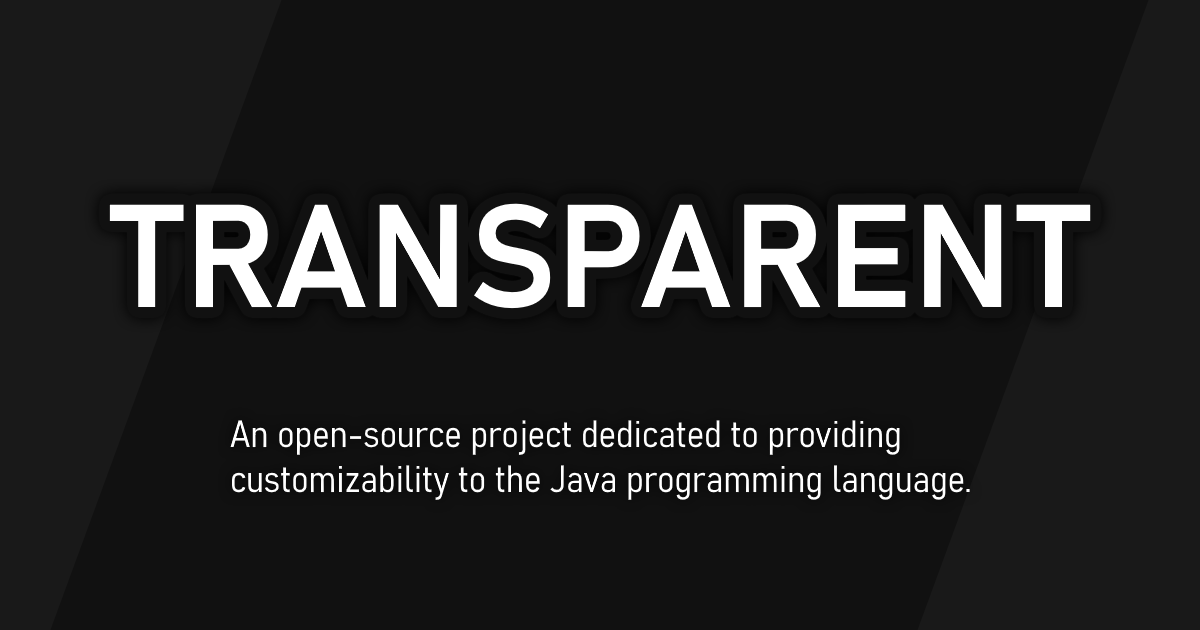 TRANSPARENT
An open-source project dedicated to providing
customizability to the Java programming language.